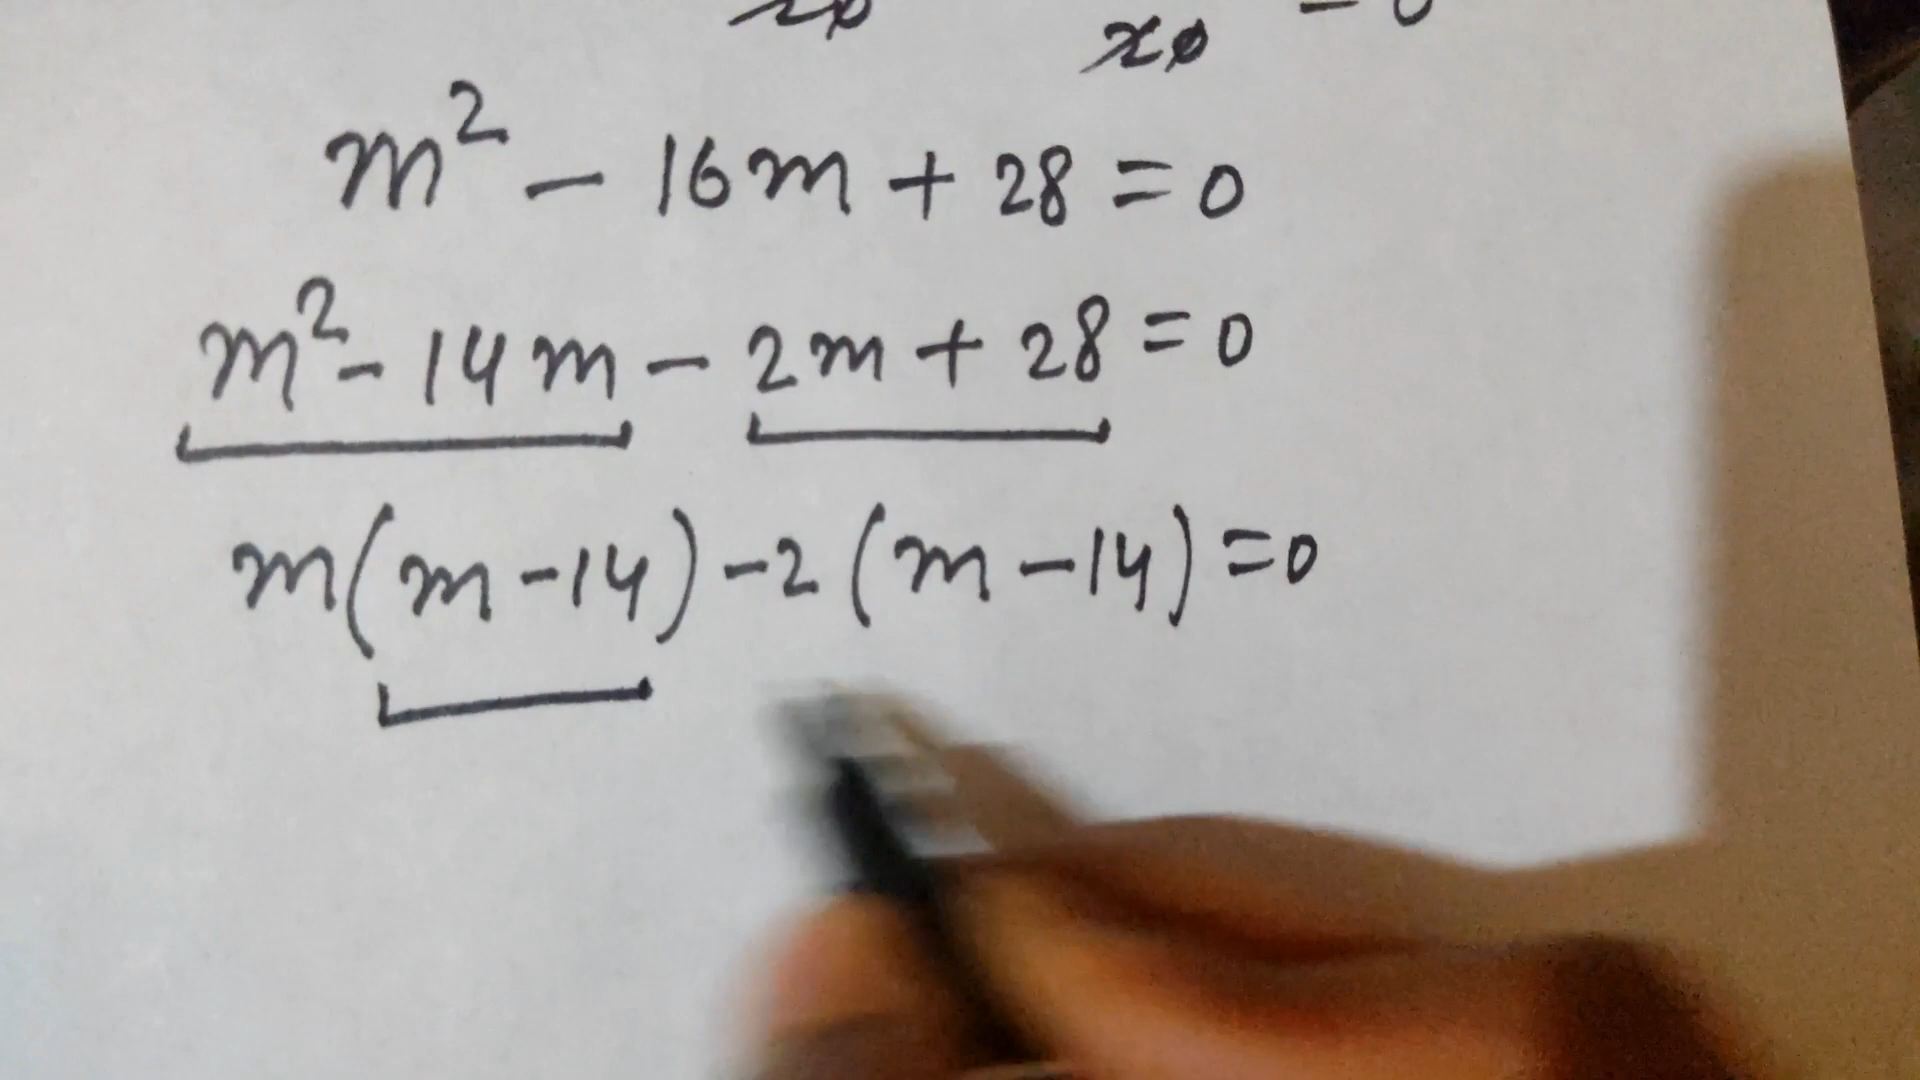 m² - 16m + 28 = 0
m² - 14m - 2m + 28 = 0
m(m - 14) - 2(m - 14) = 0